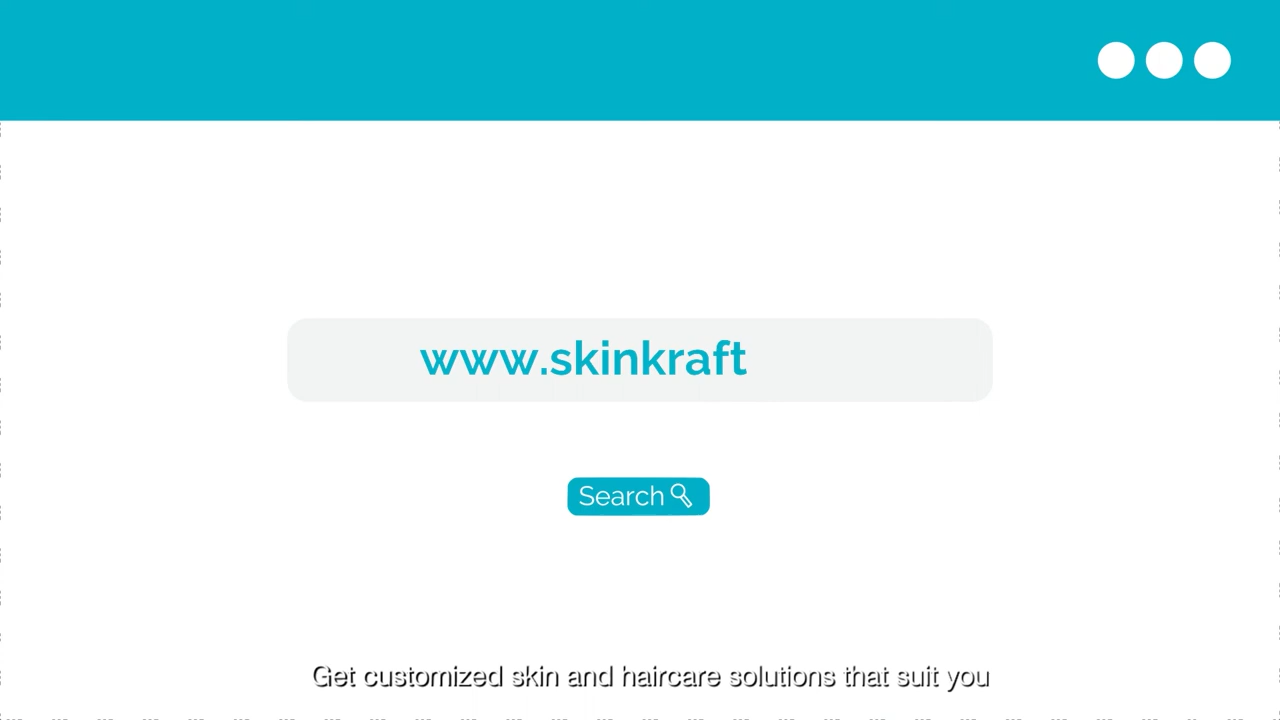 www.skinkraft
Search
Get customized skin and haircare solutions that suit you